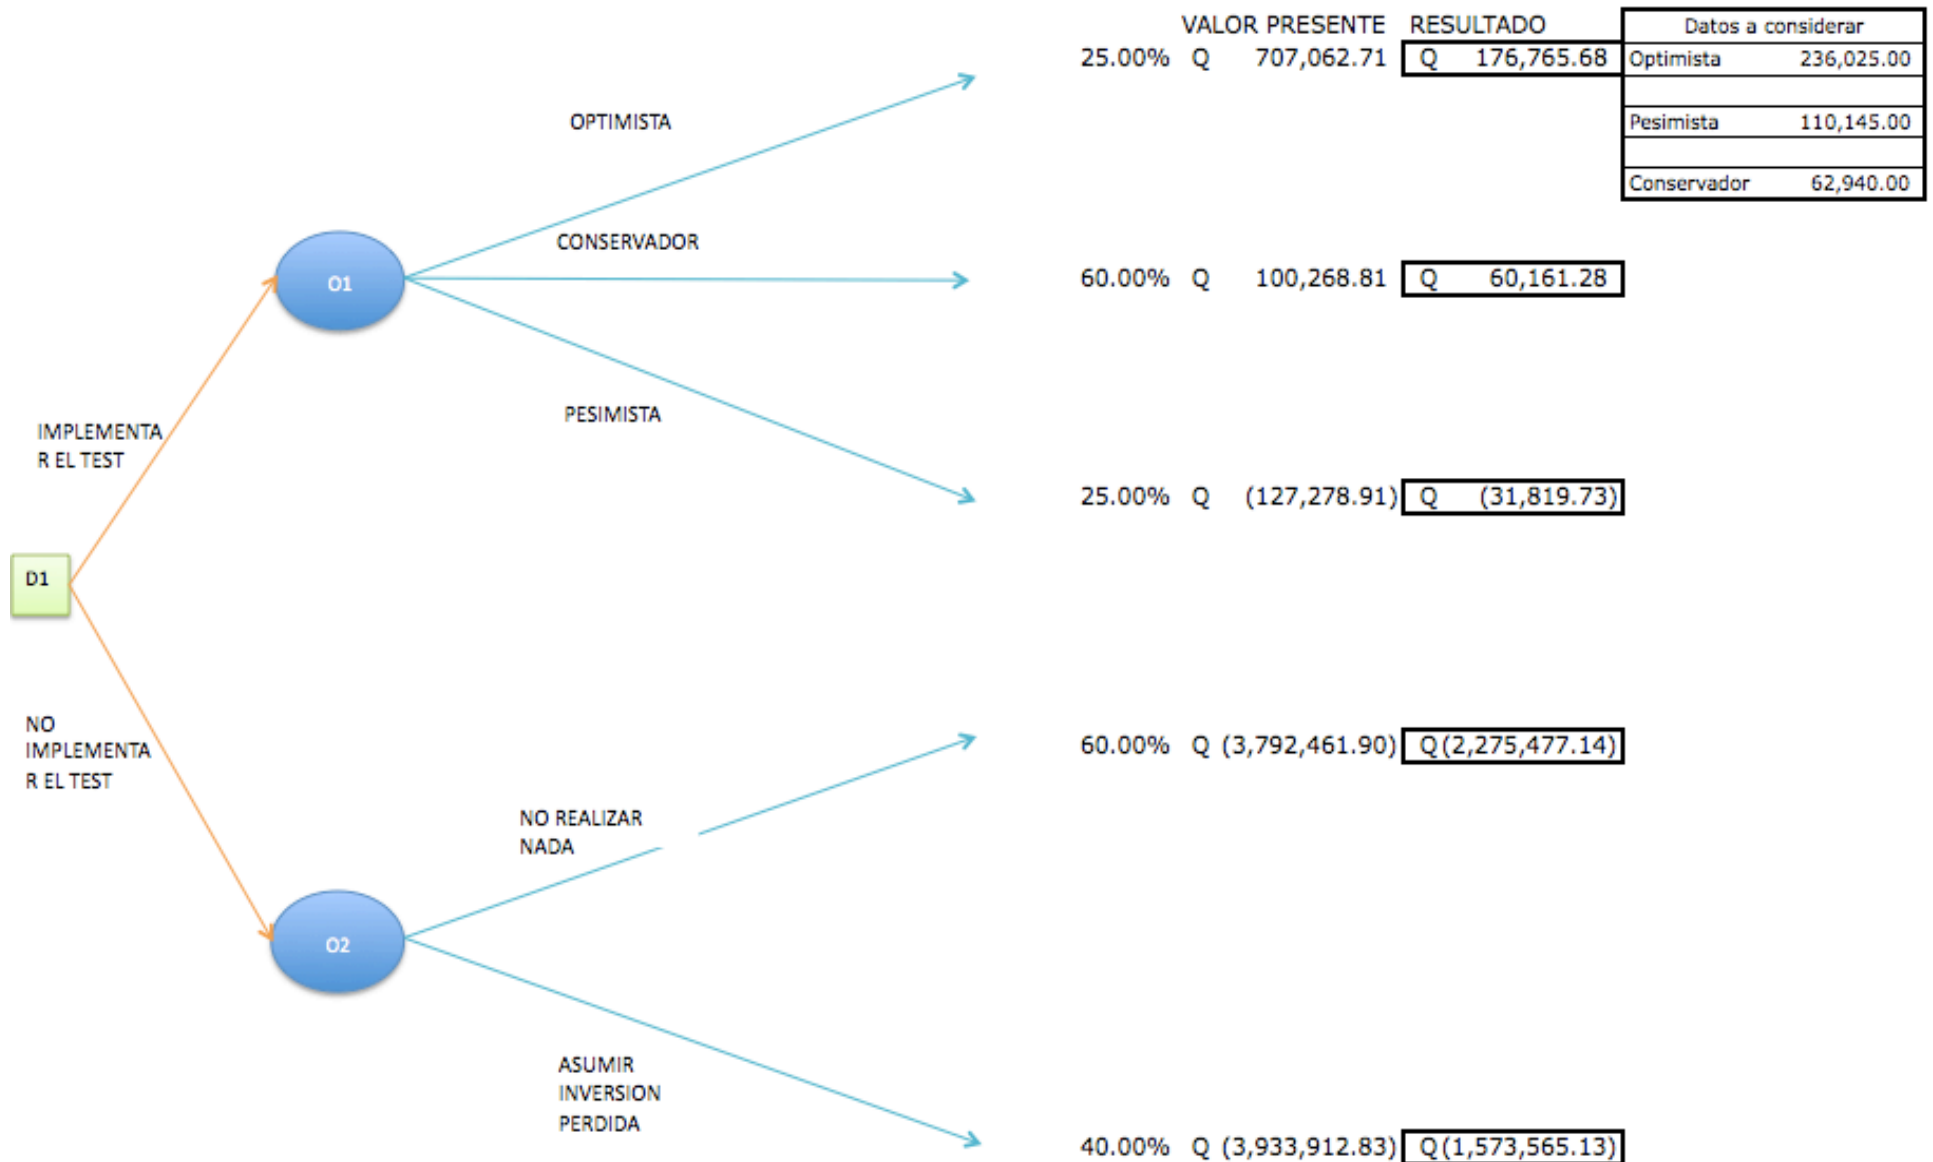 VALOR PRESENTE RESULTADO
Datos a considerar
25.00% Q 707,062.71 Q 176,765.68
Optimista 236,025.00
Pesimista 110,145.00
Conservador 62,940.00
OPTIMISTA
CONSERVADOR
60.00% Q 100,268.81 Q 60,161.28
O1
PESIMISTA
IMPLEMENTA
R EL TEST
25.00% Q (127,278.91) Q (31,819.73)
D1
NO
IMPLEMENTA
R EL TEST
60.00% Q (3,792,461.90) Q(2,275,477.14)
NO REALIZAR
NADA
O2
ASUMIR
INVERSION
PERDIDA
40.00% Q (3,933,912.83) Q(1,573,565.13)